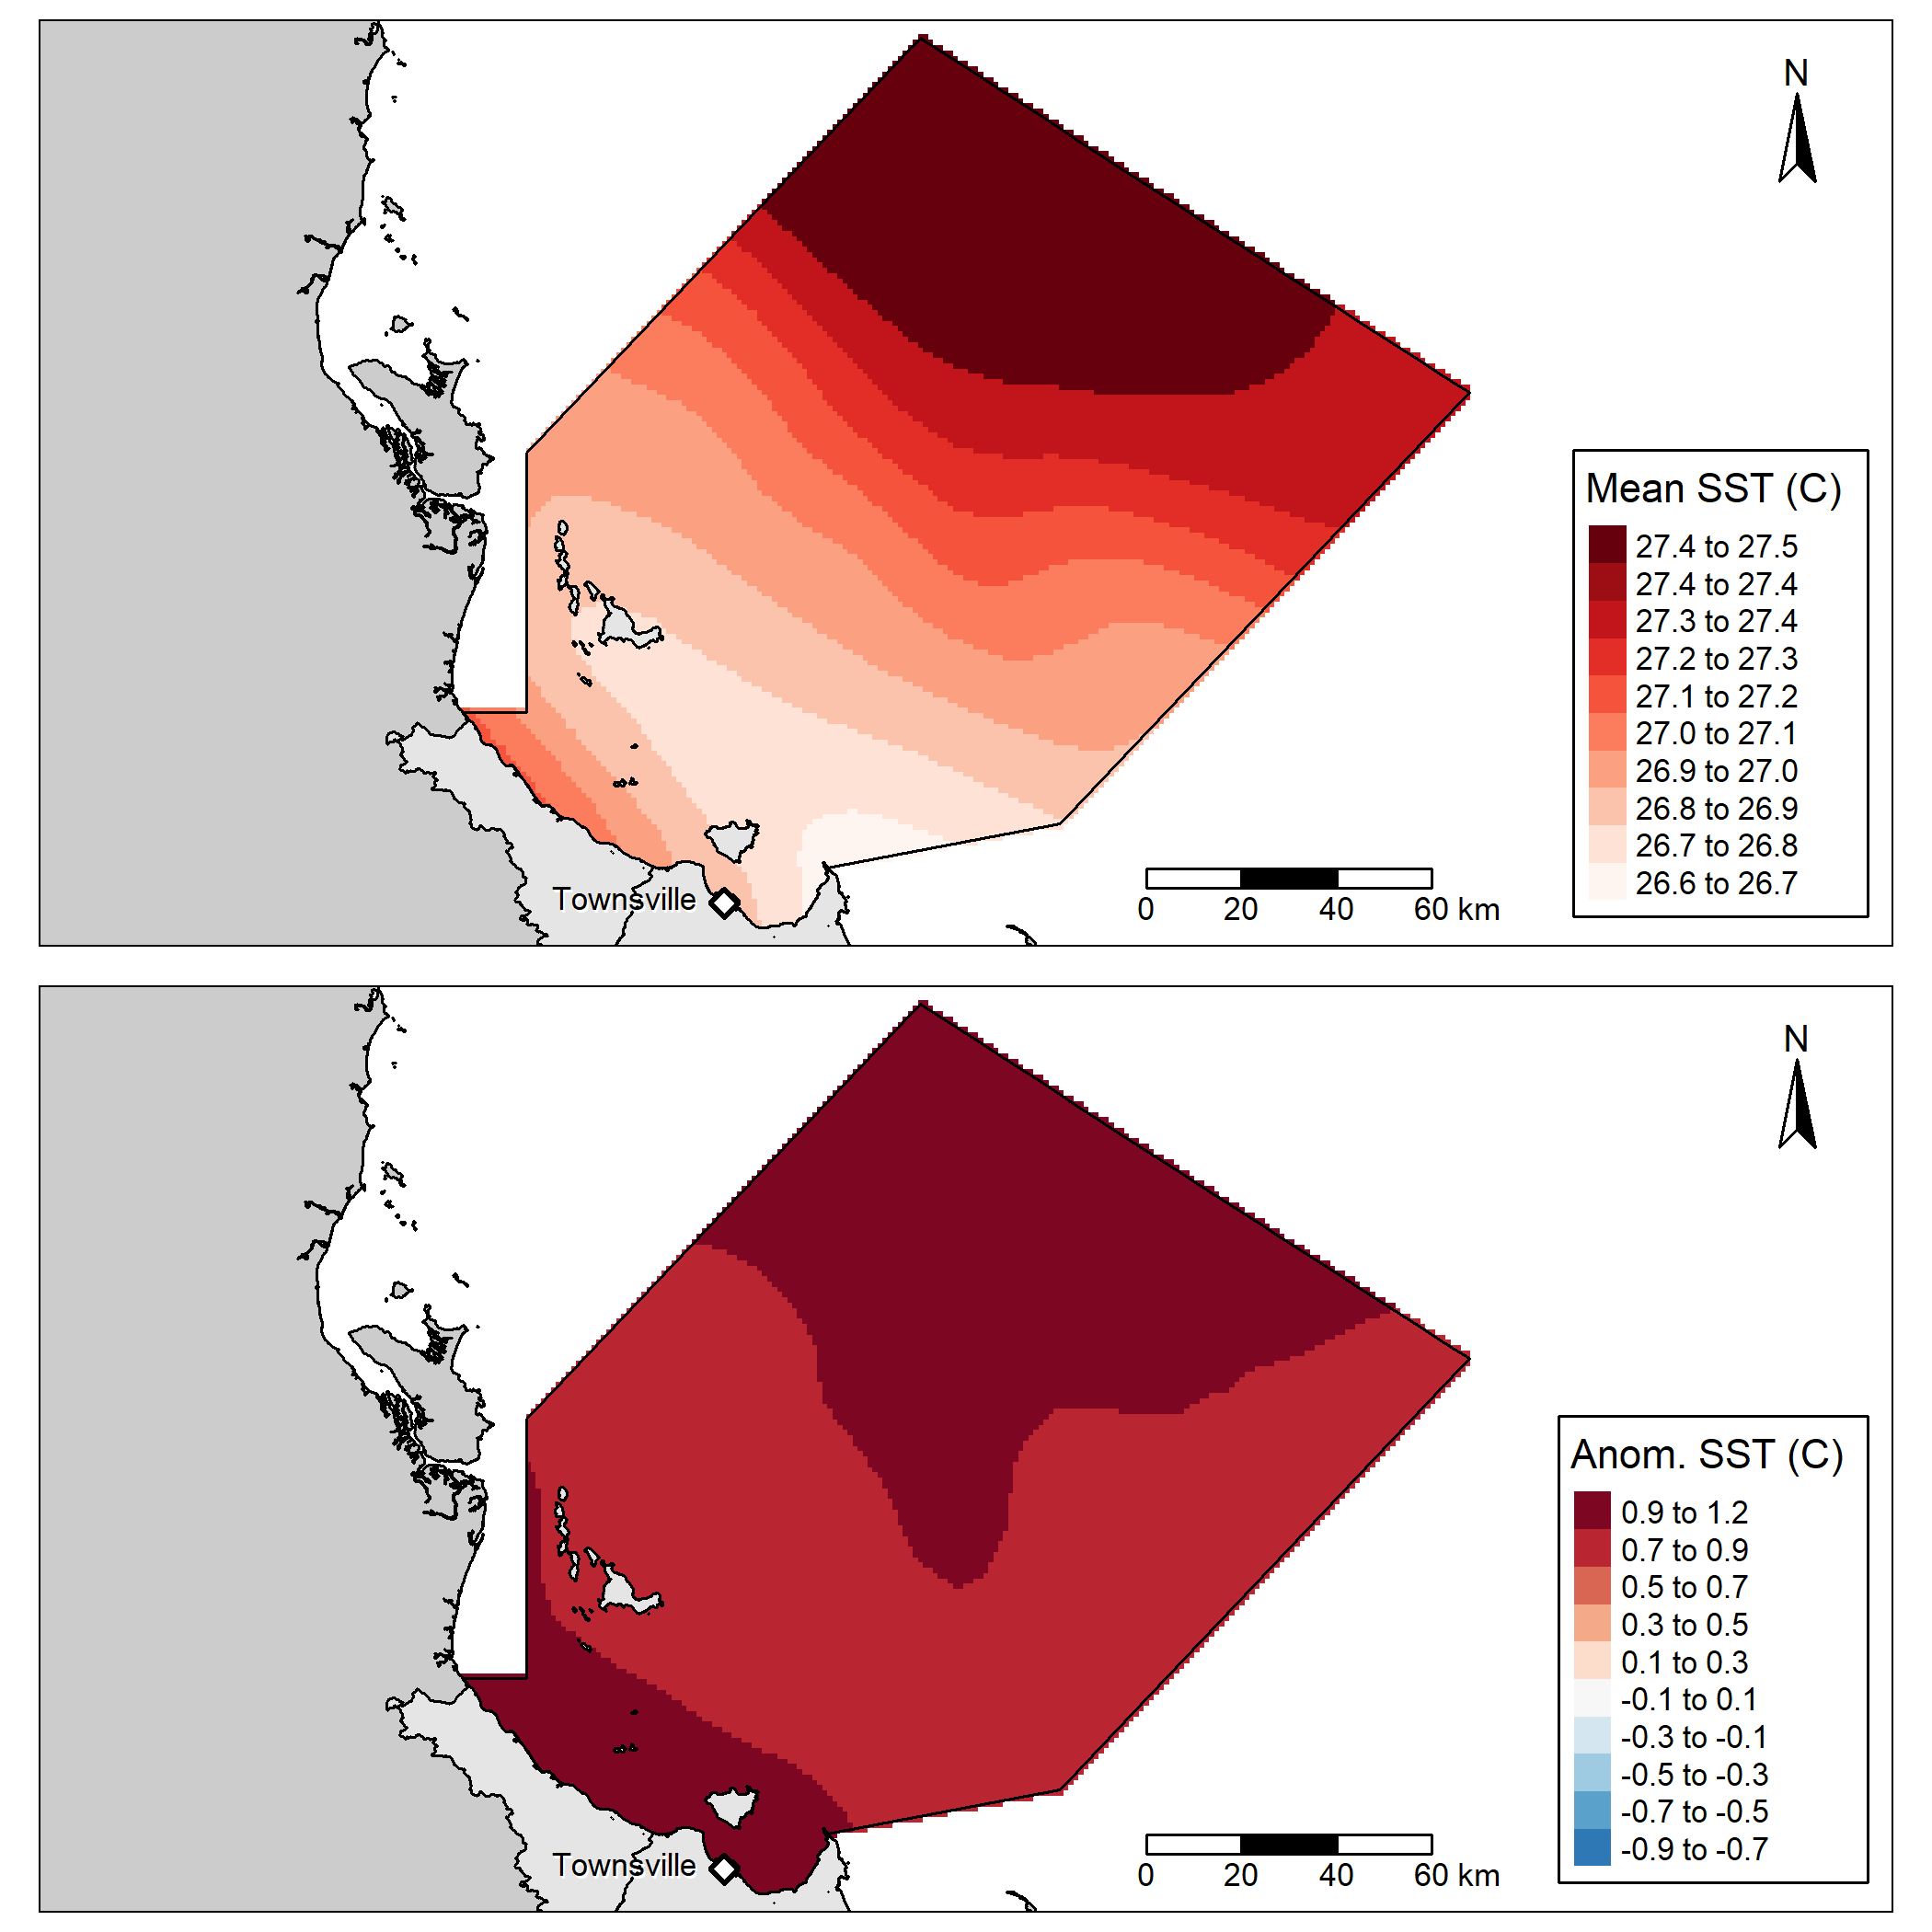 N
Mean SST (C)
27.4 to 27.5
27.4 to 27.4
27.3 to 27.4
27.2 to 27.3
27.1 to 27.2
27.0 to 27.1
26.9 to 27.0
26.8 to 26.9
26.7 to 26.8
26.6 to 26.7
Townsville
0 20 40 60 km
N
Anom. SST (C)
0.9 to 1.2
0.7 to 0.9
0.5 to 0.7
0.3 to 0.5
0.1 to 0.3
-0.1 to 0.1
-0.3 to -0.1
-0.5 to -0.3
-0.7 to -0.5
-0.9 to -0.7
Townsville
0 20 40 60 km